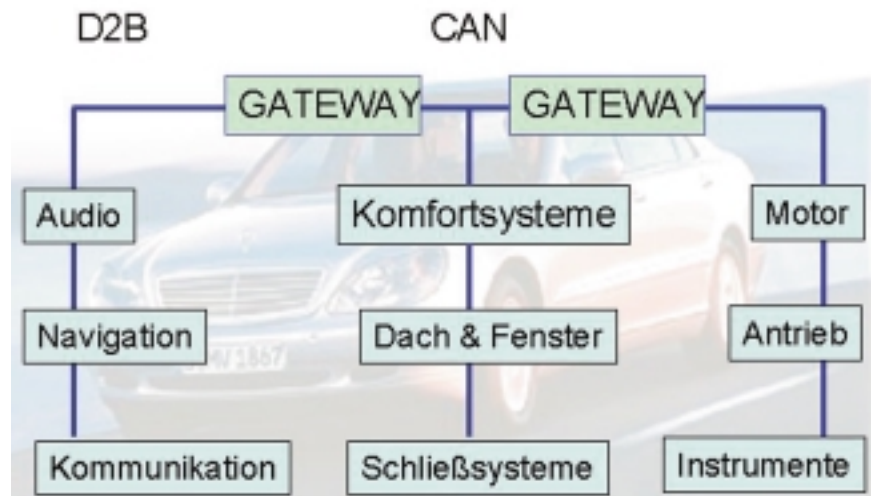 D2B CAN
GATEWAY GATEWAY
Audio Komfortsysteme Motor
Navigation Dach & Fenster Antrieb
Kommunikation Schließsysteme Instrumente